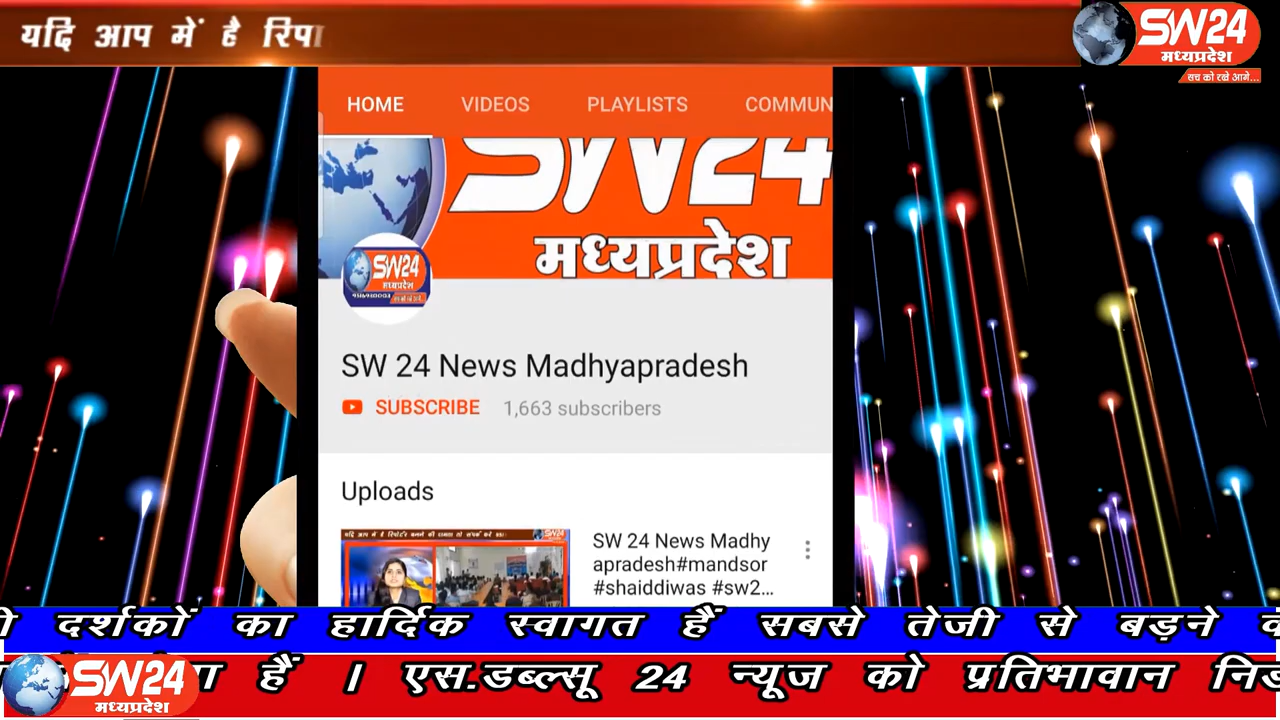 यदि आप में है रिपा
SW24
मध्यप्रदेश
सच को रखे आगे...
HOME VIDEOS PLAYLISTS COMMUN
SW24
मध्यप्रदेश
SW24
मध्यप्रदेश
SW 24 News Madhyapradesh
SUBSCRIBE 1,663 subscribers
Uploads
SW 24 News Madhy
apradesh#mandsor
#shaiddiwas #sw2...
दर्शकों का हार्दिक स्वागत हैं सबसे तेजी से बड़ने
हैं । एस.डब्ल्सू 24 न्यूज को प्रतिभावान निड
SW24
मध्यप्रदेश